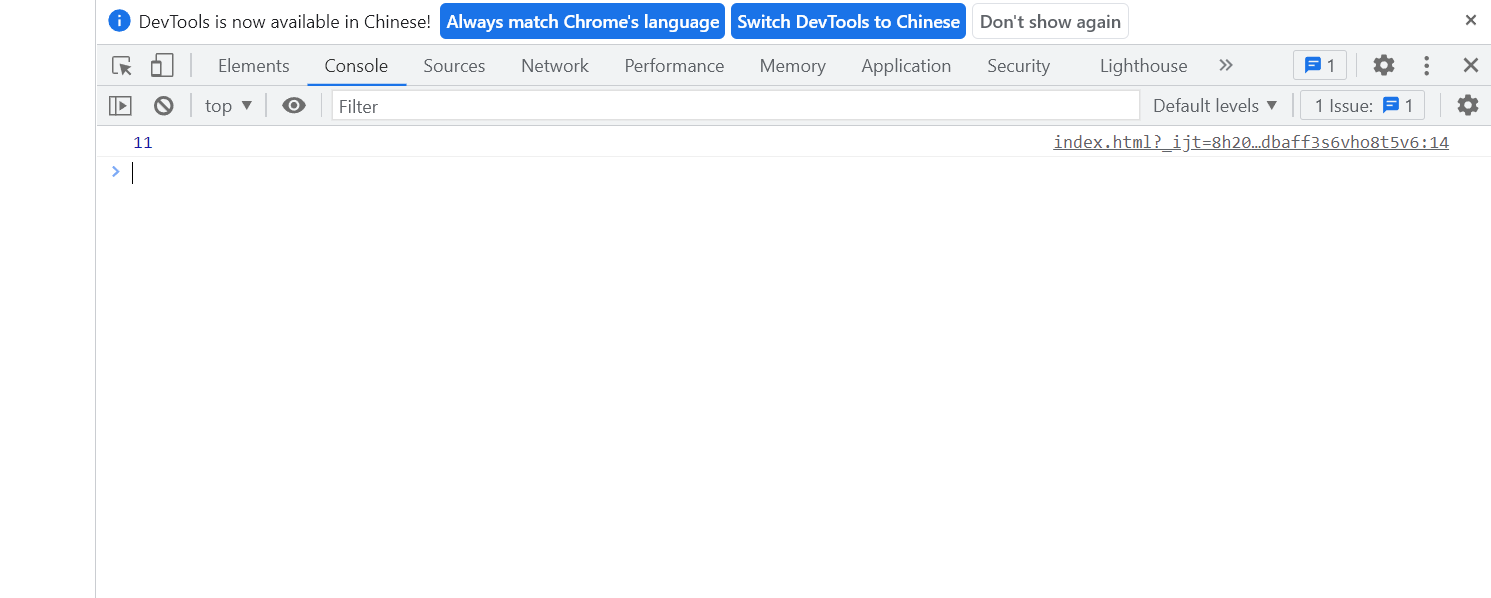 DevTools is now available in Chinese! Always match Chrome's language Switch DevTools to Chinese Don't show again
Elements Console Sources Network Performance Memory Application Security Lighthouse 1
top Filter Default levels 1 Issue: 1
11 index.html?_ijt=8h20…dbaff3s6vho8t5v6:14